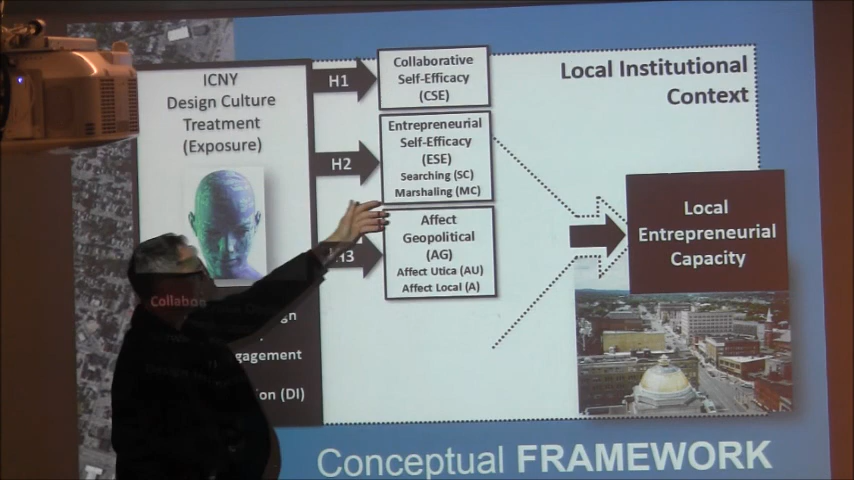 ICNY
Design Culture
Treatment
(Exposure)
Collabo
gn
gagement
ion (DI)
H1
H2
H3
Collaborative
Self-Efficacy
(CSE)
Entrepreneurial
Self-Efficacy
(ESE)
Searching (SC)
Marshaling (MC)
Affect
Geopolitical
(AG)
Affect Utica (AU)
Affect Local (A)
Local Institutional
Context
Local
Entrepreneurial
Capacity
Conceptual FRAMEWORK